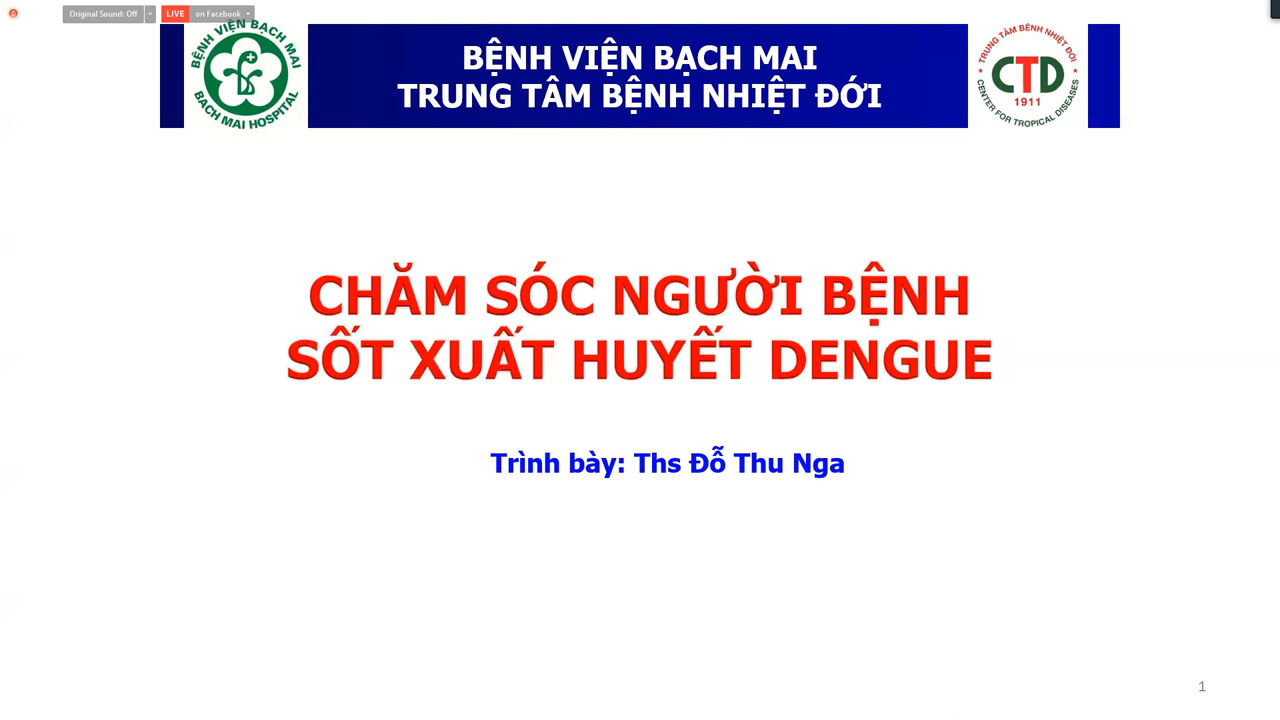 Original Sound: Off
LIVE on Facebook
BỆNH VIỆN BẠCH MAI
BACH MAI HOSPITAL
BỆNH VIỆN BẠCH MAI
TRUNG TÂM BỆNH NHIỆT ĐỚI
TRUNG TÂM BỆNH NHIỆT ĐỚI
CTD
1911
CENTER FOR TROPICAL DISEASES
CHĂM SÓC NGƯỜI BỆNH
SỐT XUẤT HUYẾT DENGUE
Trình bày: Ths Đỗ Thu Nga
1